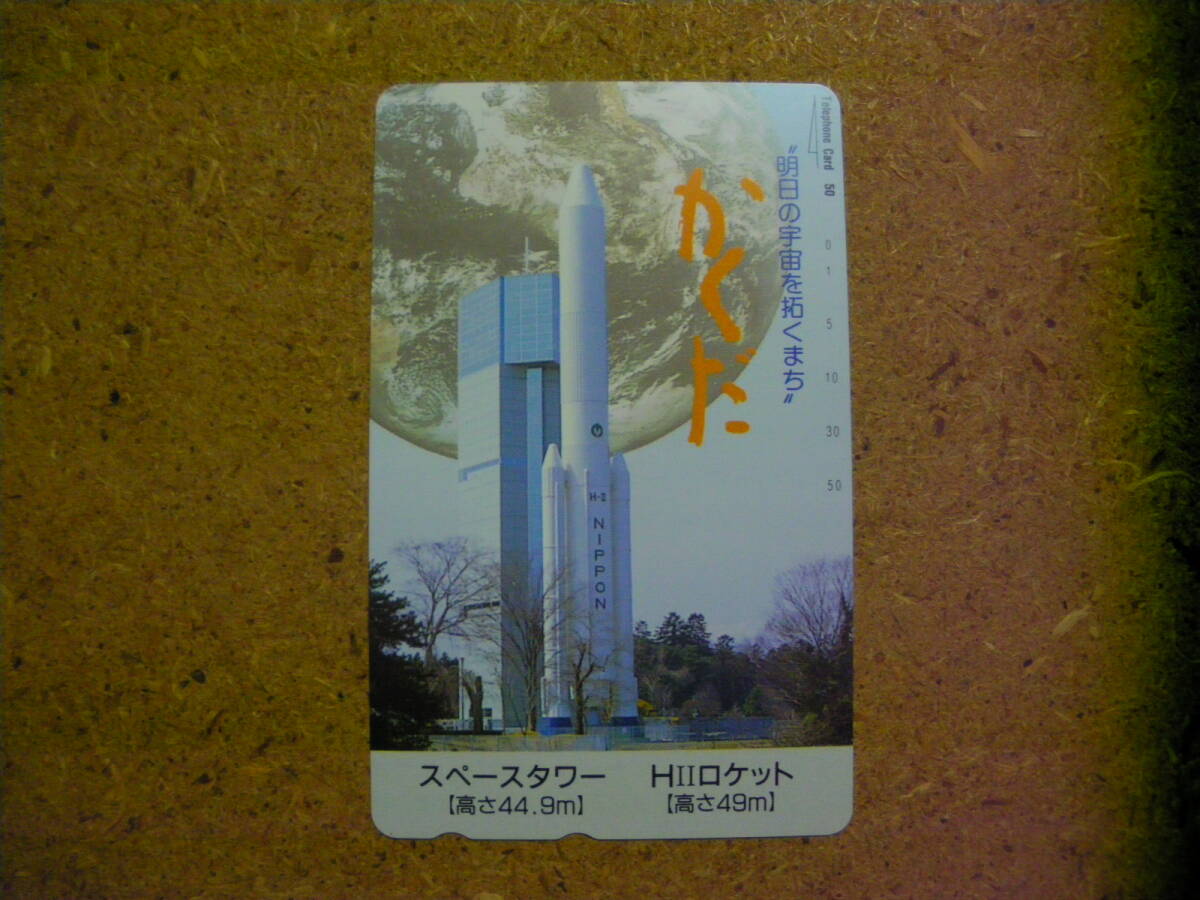 Telephone Card 50
0
1
5
10
30
50
〝明日の宇宙を拓くまち〟
かくだ
H-II
NIPPON
スペースタワー
【高さ44.9m】
HIIロケット
【高さ49m】